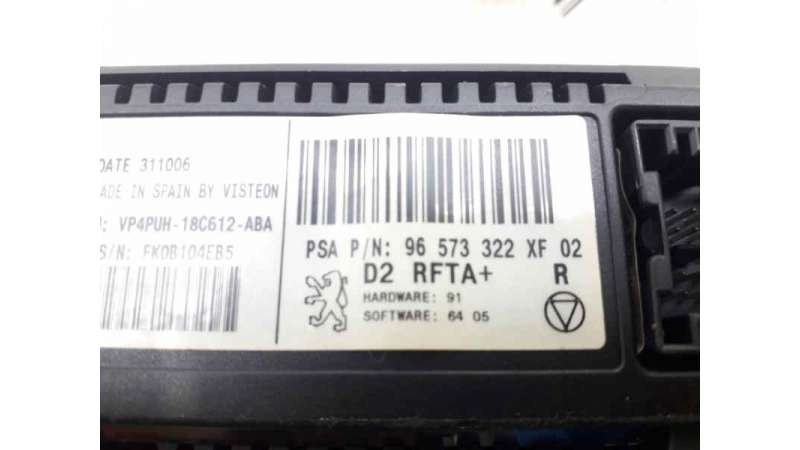 DATE 311006
MADE IN SPAIN BY VISTEON
N: VP4PUH-18C612-ABA
S/N: FK0B104EB5
PSA P/N: 96 573 322 XF 02
D2 RFTA+ R
HARDWARE: 91
SOFTWARE: 64 05